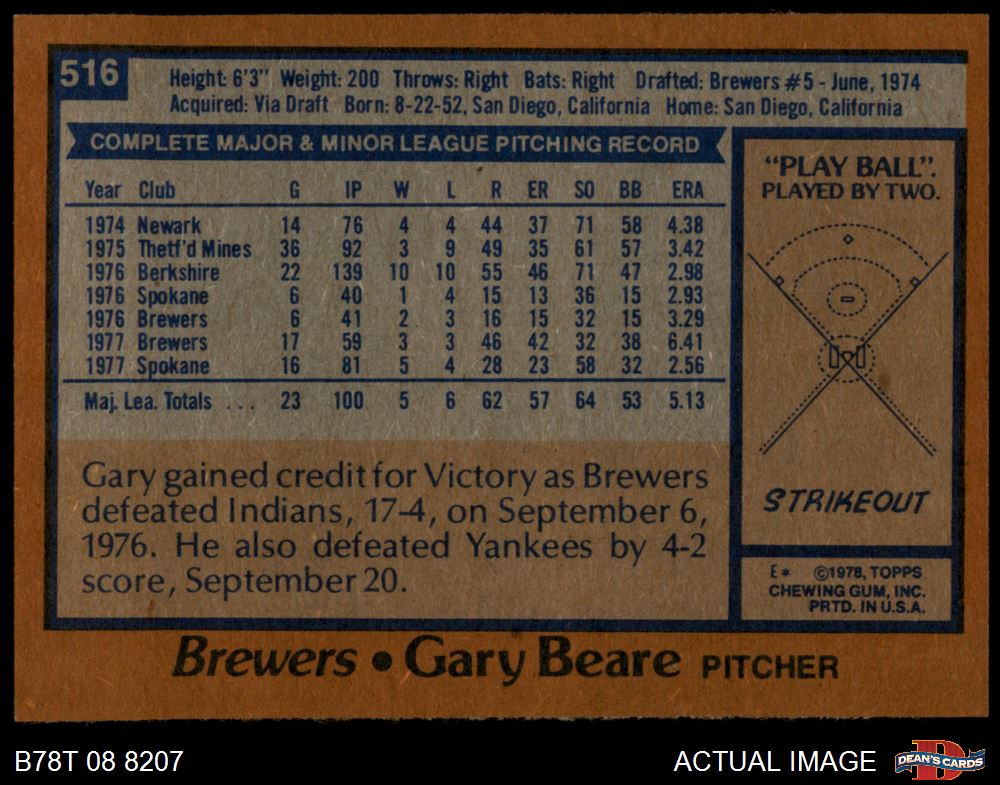 516
Height: 6'3" Weight: 200 Throws: Right Bats: Right Drafted: Brewers #5 - June, 1974
Acquired: Via Draft Born: 8-22-52, San Diego, California Home: San Diego, California
COMPLETE MAJOR & MINOR LEAGUE PITCHING RECORD
Year Club G IP W L R ER SO BB ERA
1974 Newark 14 76 4 4 44 37 71 58 4.38
1975 Thetf'd Mines 36 92 3 9 49 35 61 57 3.42
1976 Berkshire 22 139 10 10 55 46 71 47 2.98
1976 Spokane 6 40 1 4 15 13 36 15 2.93
1976 Brewers 6 41 2 3 16 15 32 15 3.29
1977 Brewers 17 59 3 3 46 42 32 38 6.41
1977 Spokane 16 81 5 4 28 23 58 32 2.56
Maj. Lea. Totals . . . 23 100 5 6 62 57 64 53 5.13
Gary gained credit for Victory as Brewers
defeated Indians, 17-4, on September 6,
1976. He also defeated Yankees by 4-2
score, September 20.
"PLAY BALL".
PLAYED BY TWO.
STRIKEOUT
E* ©1978, TOPPS
CHEWING GUM, INC.
PRTD. IN U.S.A.
Brewers • Gary Beare PITCHER
B78T 08 8207
ACTUAL IMAGE
DEAN'S CARDS